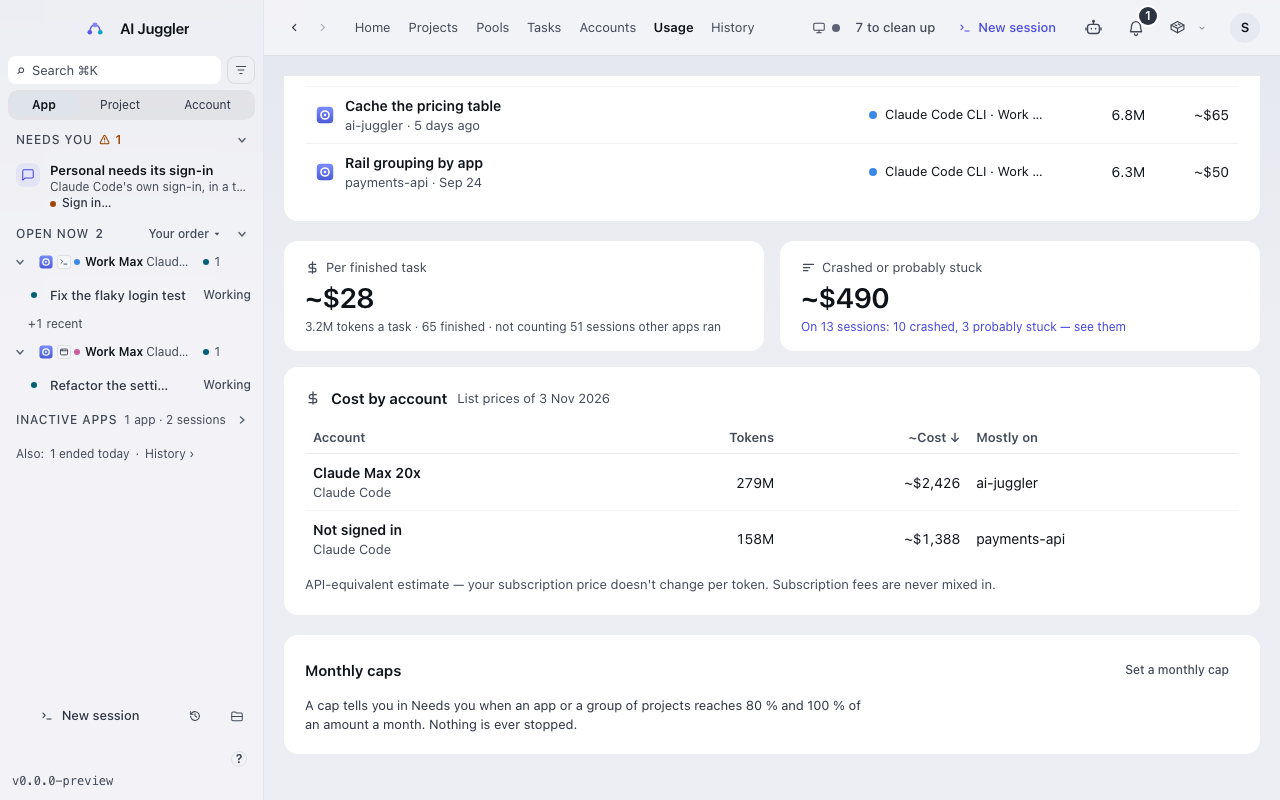 AI Juggler
Search ⌘K
App Project Account
NEEDS YOU 1
Personal needs its sign-in
Claude Code's own sign-in, in a t...
Sign in...
OPEN NOW 2 Your order
Work Max Claud... 1
Fix the flaky login test Working
+1 recent
Work Max Claud... 1
Refactor the setti... Working
INACTIVE APPS 1 app · 2 sessions
Also: 1 ended today · History ›
New session
?
v0.0.0-preview
Home Projects Pools Tasks Accounts Usage History 7 to clean up New session 1 S
Cache the pricing table
ai-juggler · 5 days ago
Claude Code CLI · Work ... 6.8M ~$65
Rail grouping by app
payments-api · Sep 24
Claude Code CLI · Work ... 6.3M ~$50
Per finished task
~$28
3.2M tokens a task · 65 finished · not counting 51 sessions other apps ran
Crashed or probably stuck
~$490
On 13 sessions: 10 crashed, 3 probably stuck — see them
Cost by account List prices of 3 Nov 2026
Account Tokens ~Cost ↓ Mostly on
Claude Max 20x
Claude Code
279M ~$2,426 ai-juggler
Not signed in
Claude Code
158M ~$1,388 payments-api
API-equivalent estimate — your subscription price doesn't change per token. Subscription fees are never mixed in.
Monthly caps Set a monthly cap
A cap tells you in Needs you when an app or a group of projects reaches 80 % and 100 % of
an amount a month. Nothing is ever stopped.